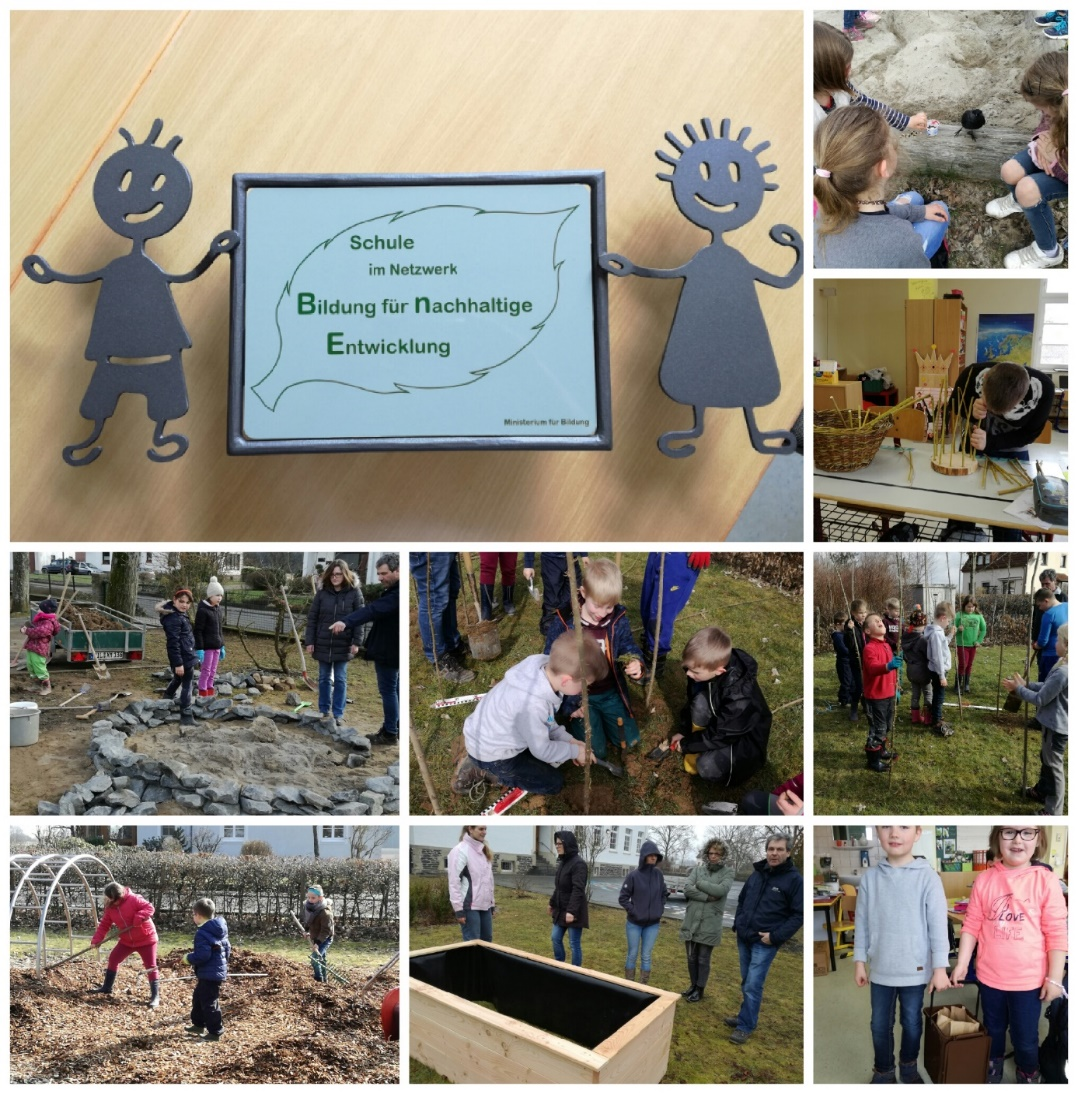 Schule
im Netzwerk
Bildung für nachhaltige
Entwicklung
Ministerium für Bildung
LOVE